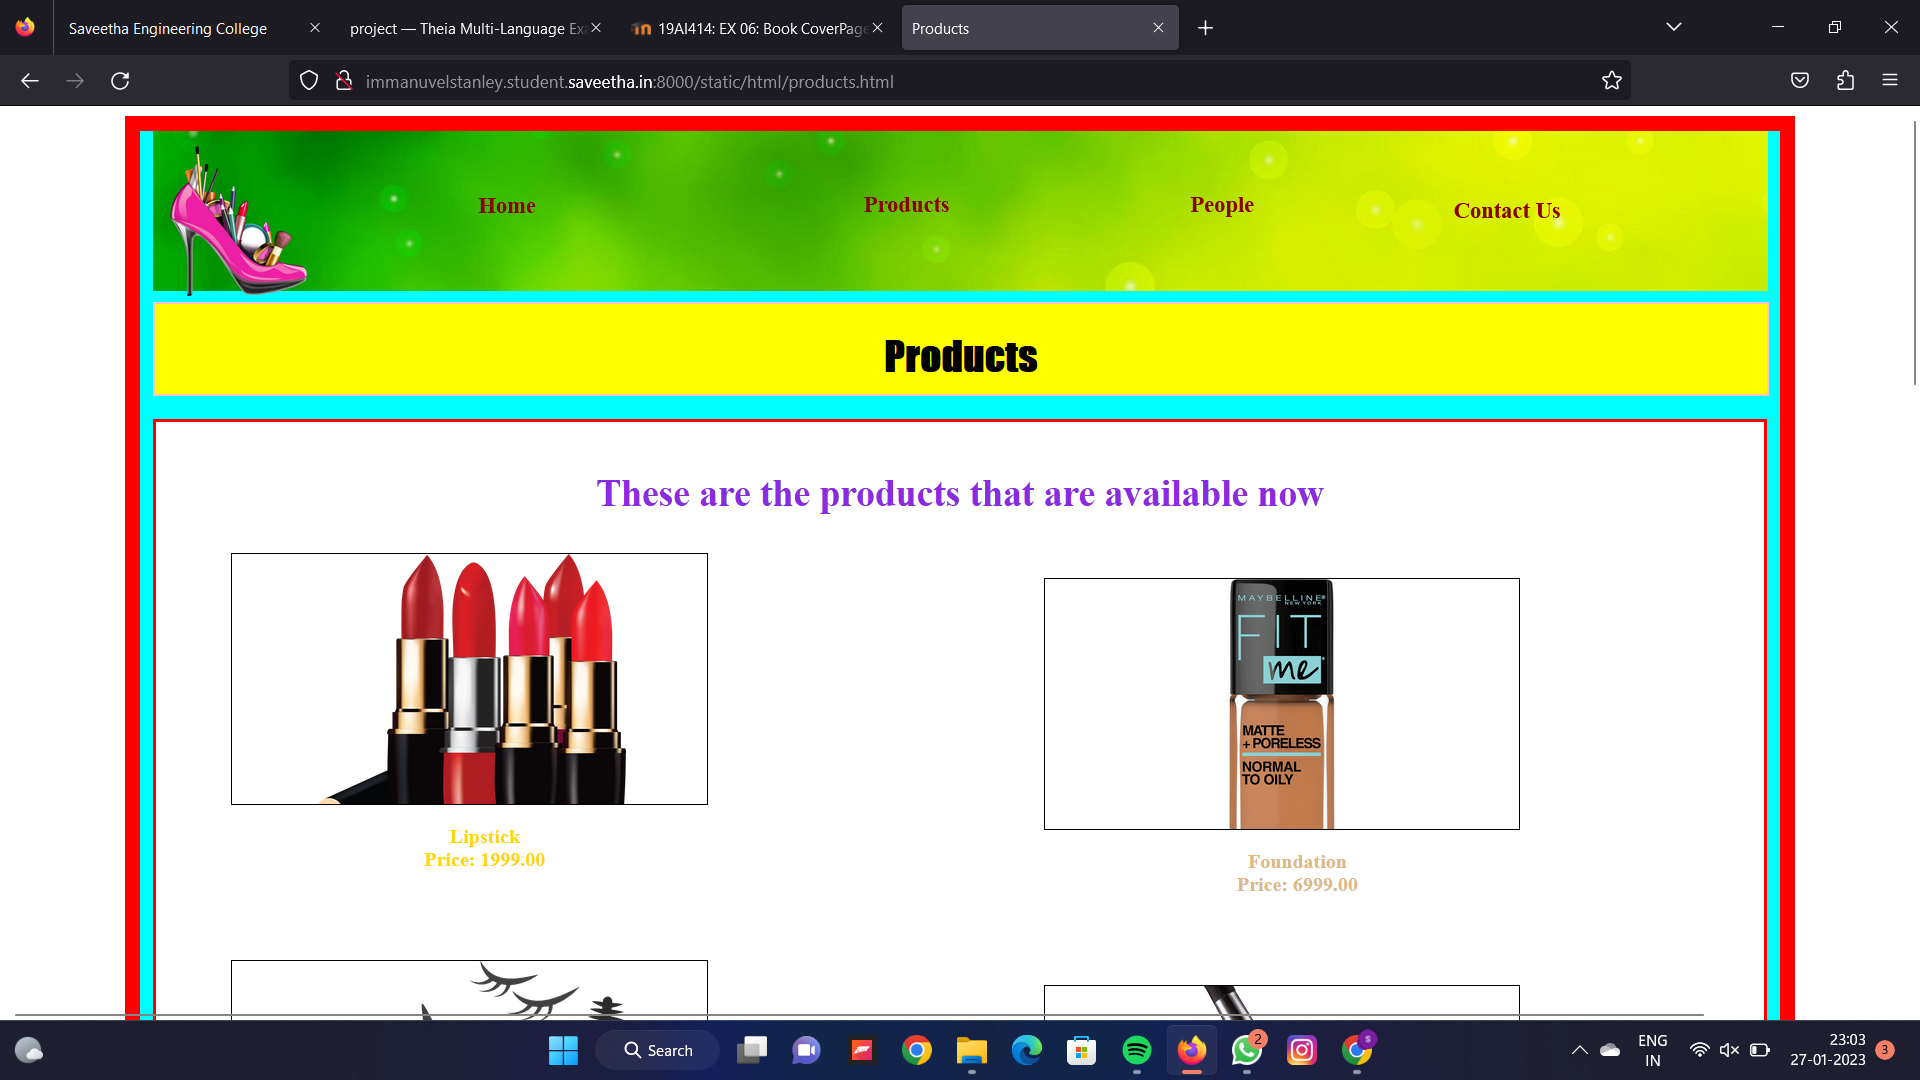 Saveetha Engineering College
project — Theia Multi-Language Ex
19AI414: EX 06: Book CoverPage
Products
immanuvelstanley.student.saveetha.in:8000/static/html/products.html
Home
Products
People
Contact Us
Products
These are the products that are available now
MAYBELLINE
NEW YORK
FIT
me
MATTE
+ PORELESS
NORMAL
TO OILY
Lipstick
Price: 1999.00
Foundation
Price: 6999.00
Search
2
S
ENG
IN
23:03
27-01-2023
3